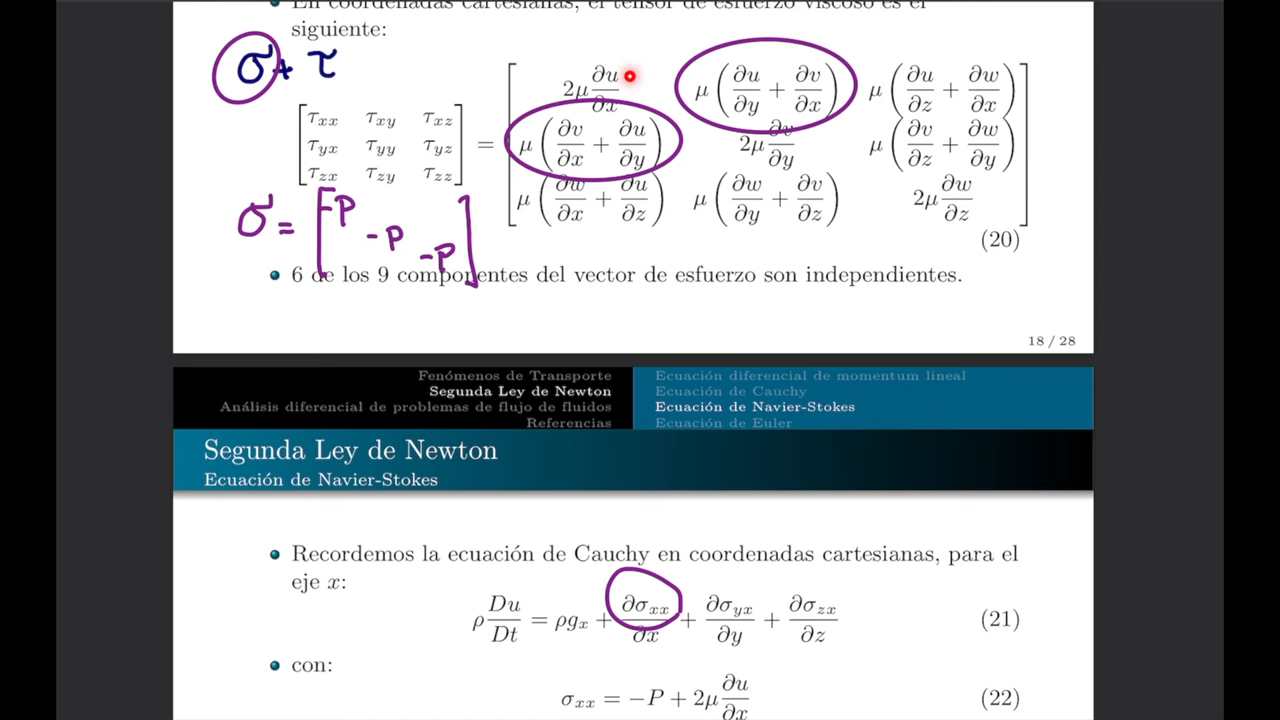 En coordenadas cartesianas, el tensor de esfuerzo viscoso es el
siguiente:
σ + τ
[τxx τxy τxz; τyx τyy τyz; τzx τzy τzz] = [2μ ∂u/∂x μ(∂u/∂y + ∂v/∂x) μ(∂u/∂z + ∂w/∂x); μ(∂v/∂x + ∂u/∂y) 2μ ∂v/∂y μ(∂v/∂z + ∂w/∂y); μ(∂w/∂x + ∂u/∂z) μ(∂w/∂y + ∂v/∂z) 2μ ∂w/∂z]
(20)
σ = [-P -P -P]
6 de los 9 componentes del vector de esfuerzo son independientes.
18 / 28
Fenómenos de Transporte
Segunda Ley de Newton
Análisis diferencial de problemas de flujo de fluidos
Referencias
Ecuación diferencial de momentum lineal
Ecuación de Cauchy
Ecuación de Navier-Stokes
Ecuación de Euler
Segunda Ley de Newton
Ecuación de Navier-Stokes
Recordemos la ecuación de Cauchy en coordenadas cartesianas, para el
eje x:
ρ Du/Dt = ρgx + ∂σxx/∂x + ∂σyx/∂y + ∂σzx/∂z (21)
con:
σxx = −P + 2μ ∂u/∂x (22)